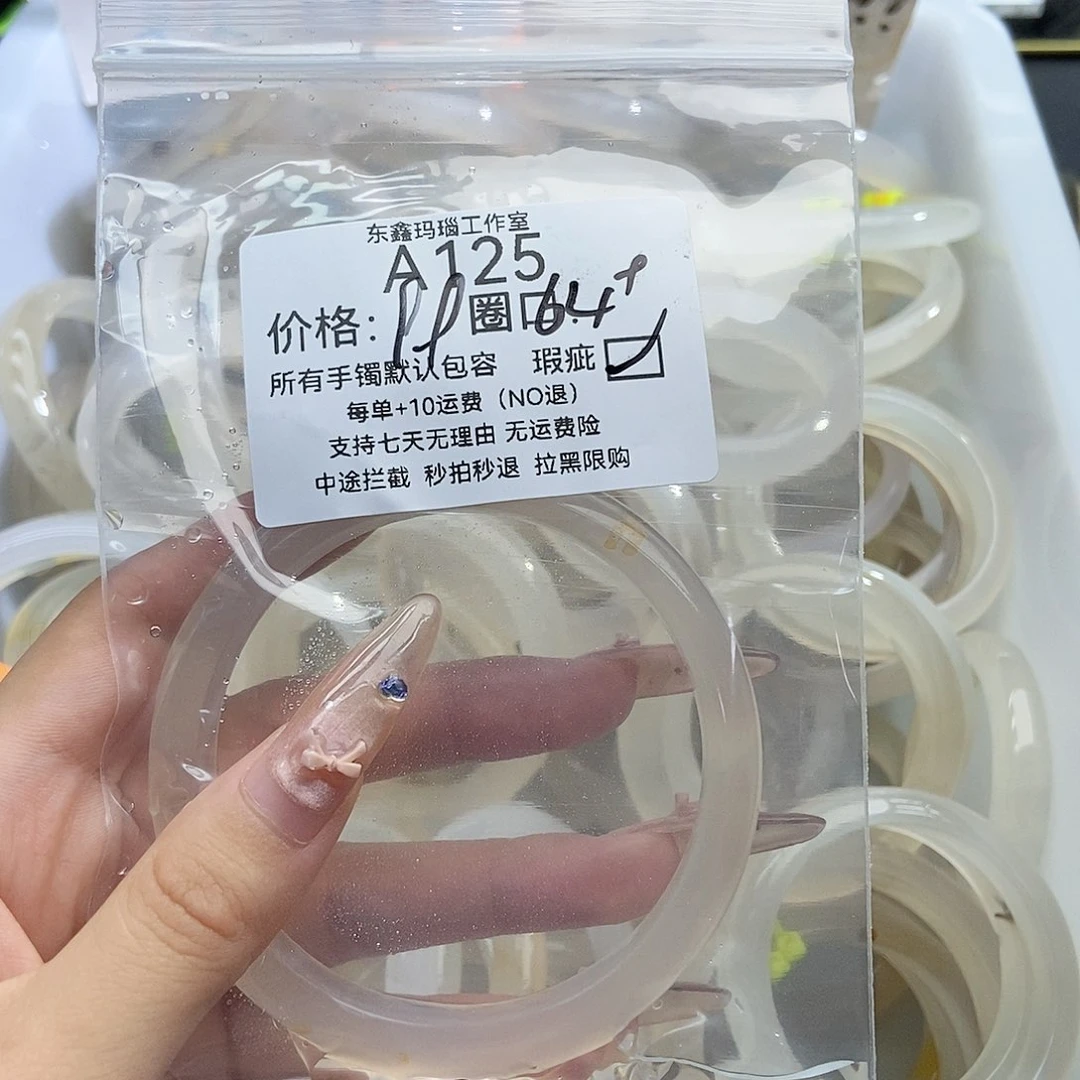 东鑫玛瑙工作室
A125
价格: 圈口 64+
所有手镯默认包容 瑕疵
每单+10运费（NO退）
支持七天无理由 无运费险
中途拦截 秒拍秒退 拉黑限购